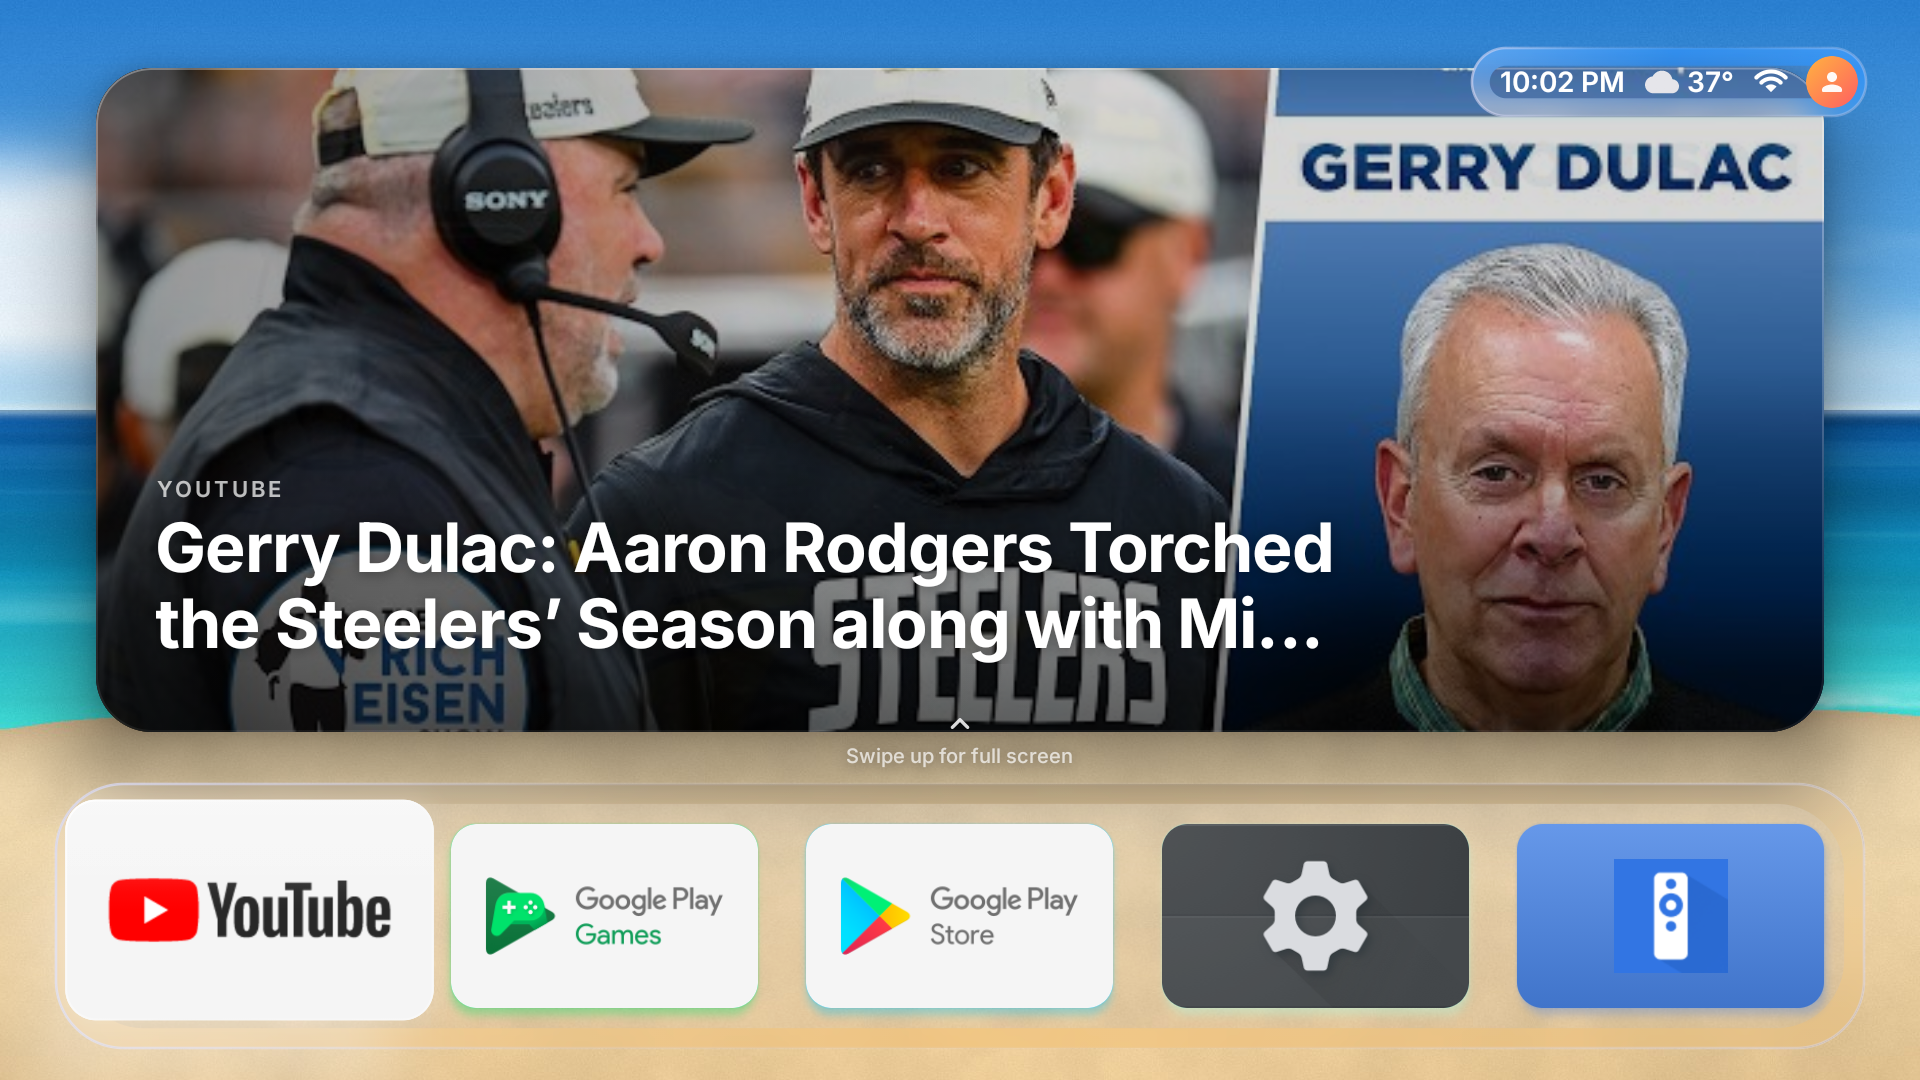 10:02 PM 37°
Steelers
SONY
GERRY DULAC
YOUTUBE
Gerry Dulac: Aaron Rodgers Torched
the Steelers’ Season along with Mi...
STEELERS
RICH
EISEN
Swipe up for full screen
YouTube
Google Play
Games
Google Play
Store